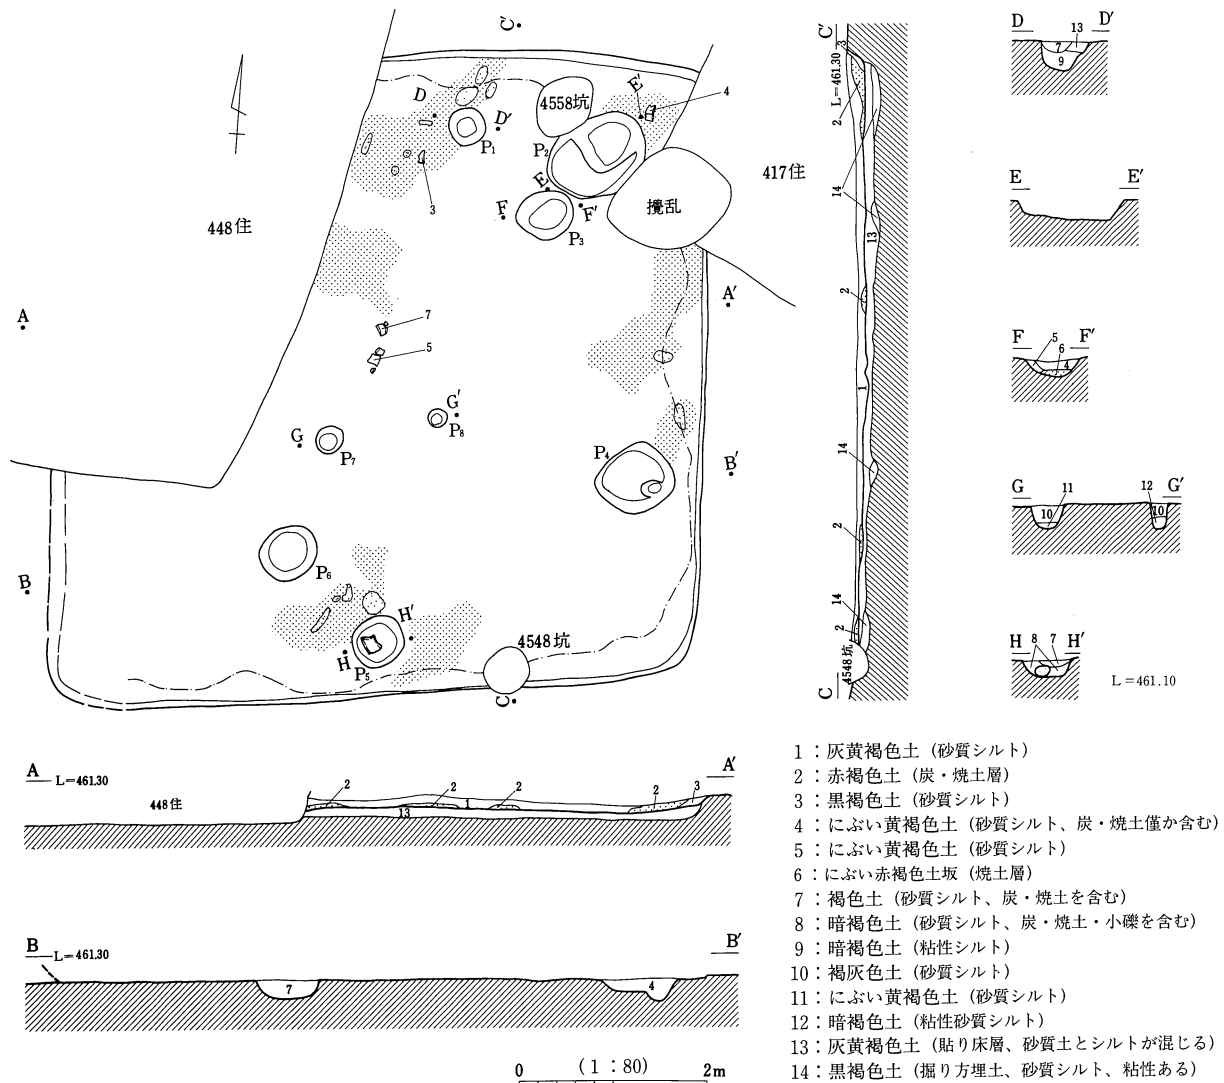 C′
D
D′
P1
4558坑
E′
4
P2
E
F
F′
P3
攪乱
417住
448住
3
A
A′
7
5
G
G′
P7
P8
P4
B
B′
P6
H
H′
P5
4548坑
C
C′
L=461.30
3
2
14
13
2
1
14
2
14
2
4548坑
C
D
D′
13
7
9
E
E′
F
F′
5
6
4
G
G′
11
12
10
10
H
H′
8
7
L=461.10
A
L=461.30
A′
448住
2
2
2
2
3
1
13
B
L=461.30
B′
7
4
(1:80)
0
2m
1:灰黄褐色土(砂質シルト)
2:赤褐色土(炭・焼土層)
3:黒褐色土(砂質シルト)
4:にぶい黄褐色土(砂質シルト、炭・焼土僅か含む)
5:にぶい黄褐色土(砂質シルト)
6:にぶい赤褐色土坂(焼土層)
7:褐色土(砂質シルト、炭・焼土を含む)
8:暗褐色土(砂質シルト、炭・焼土・小礫を含む)
9:暗褐色土(粘性シルト)
10:褐灰色土(砂質シルト)
11:にぶい黄褐色土(砂質シルト)
12:暗褐色土(粘性砂質シルト)
13:灰黄褐色土(貼り床層、砂質土とシルトが混じる)
14:黒褐色土(掘り方埋土、砂質シルト、粘性ある)